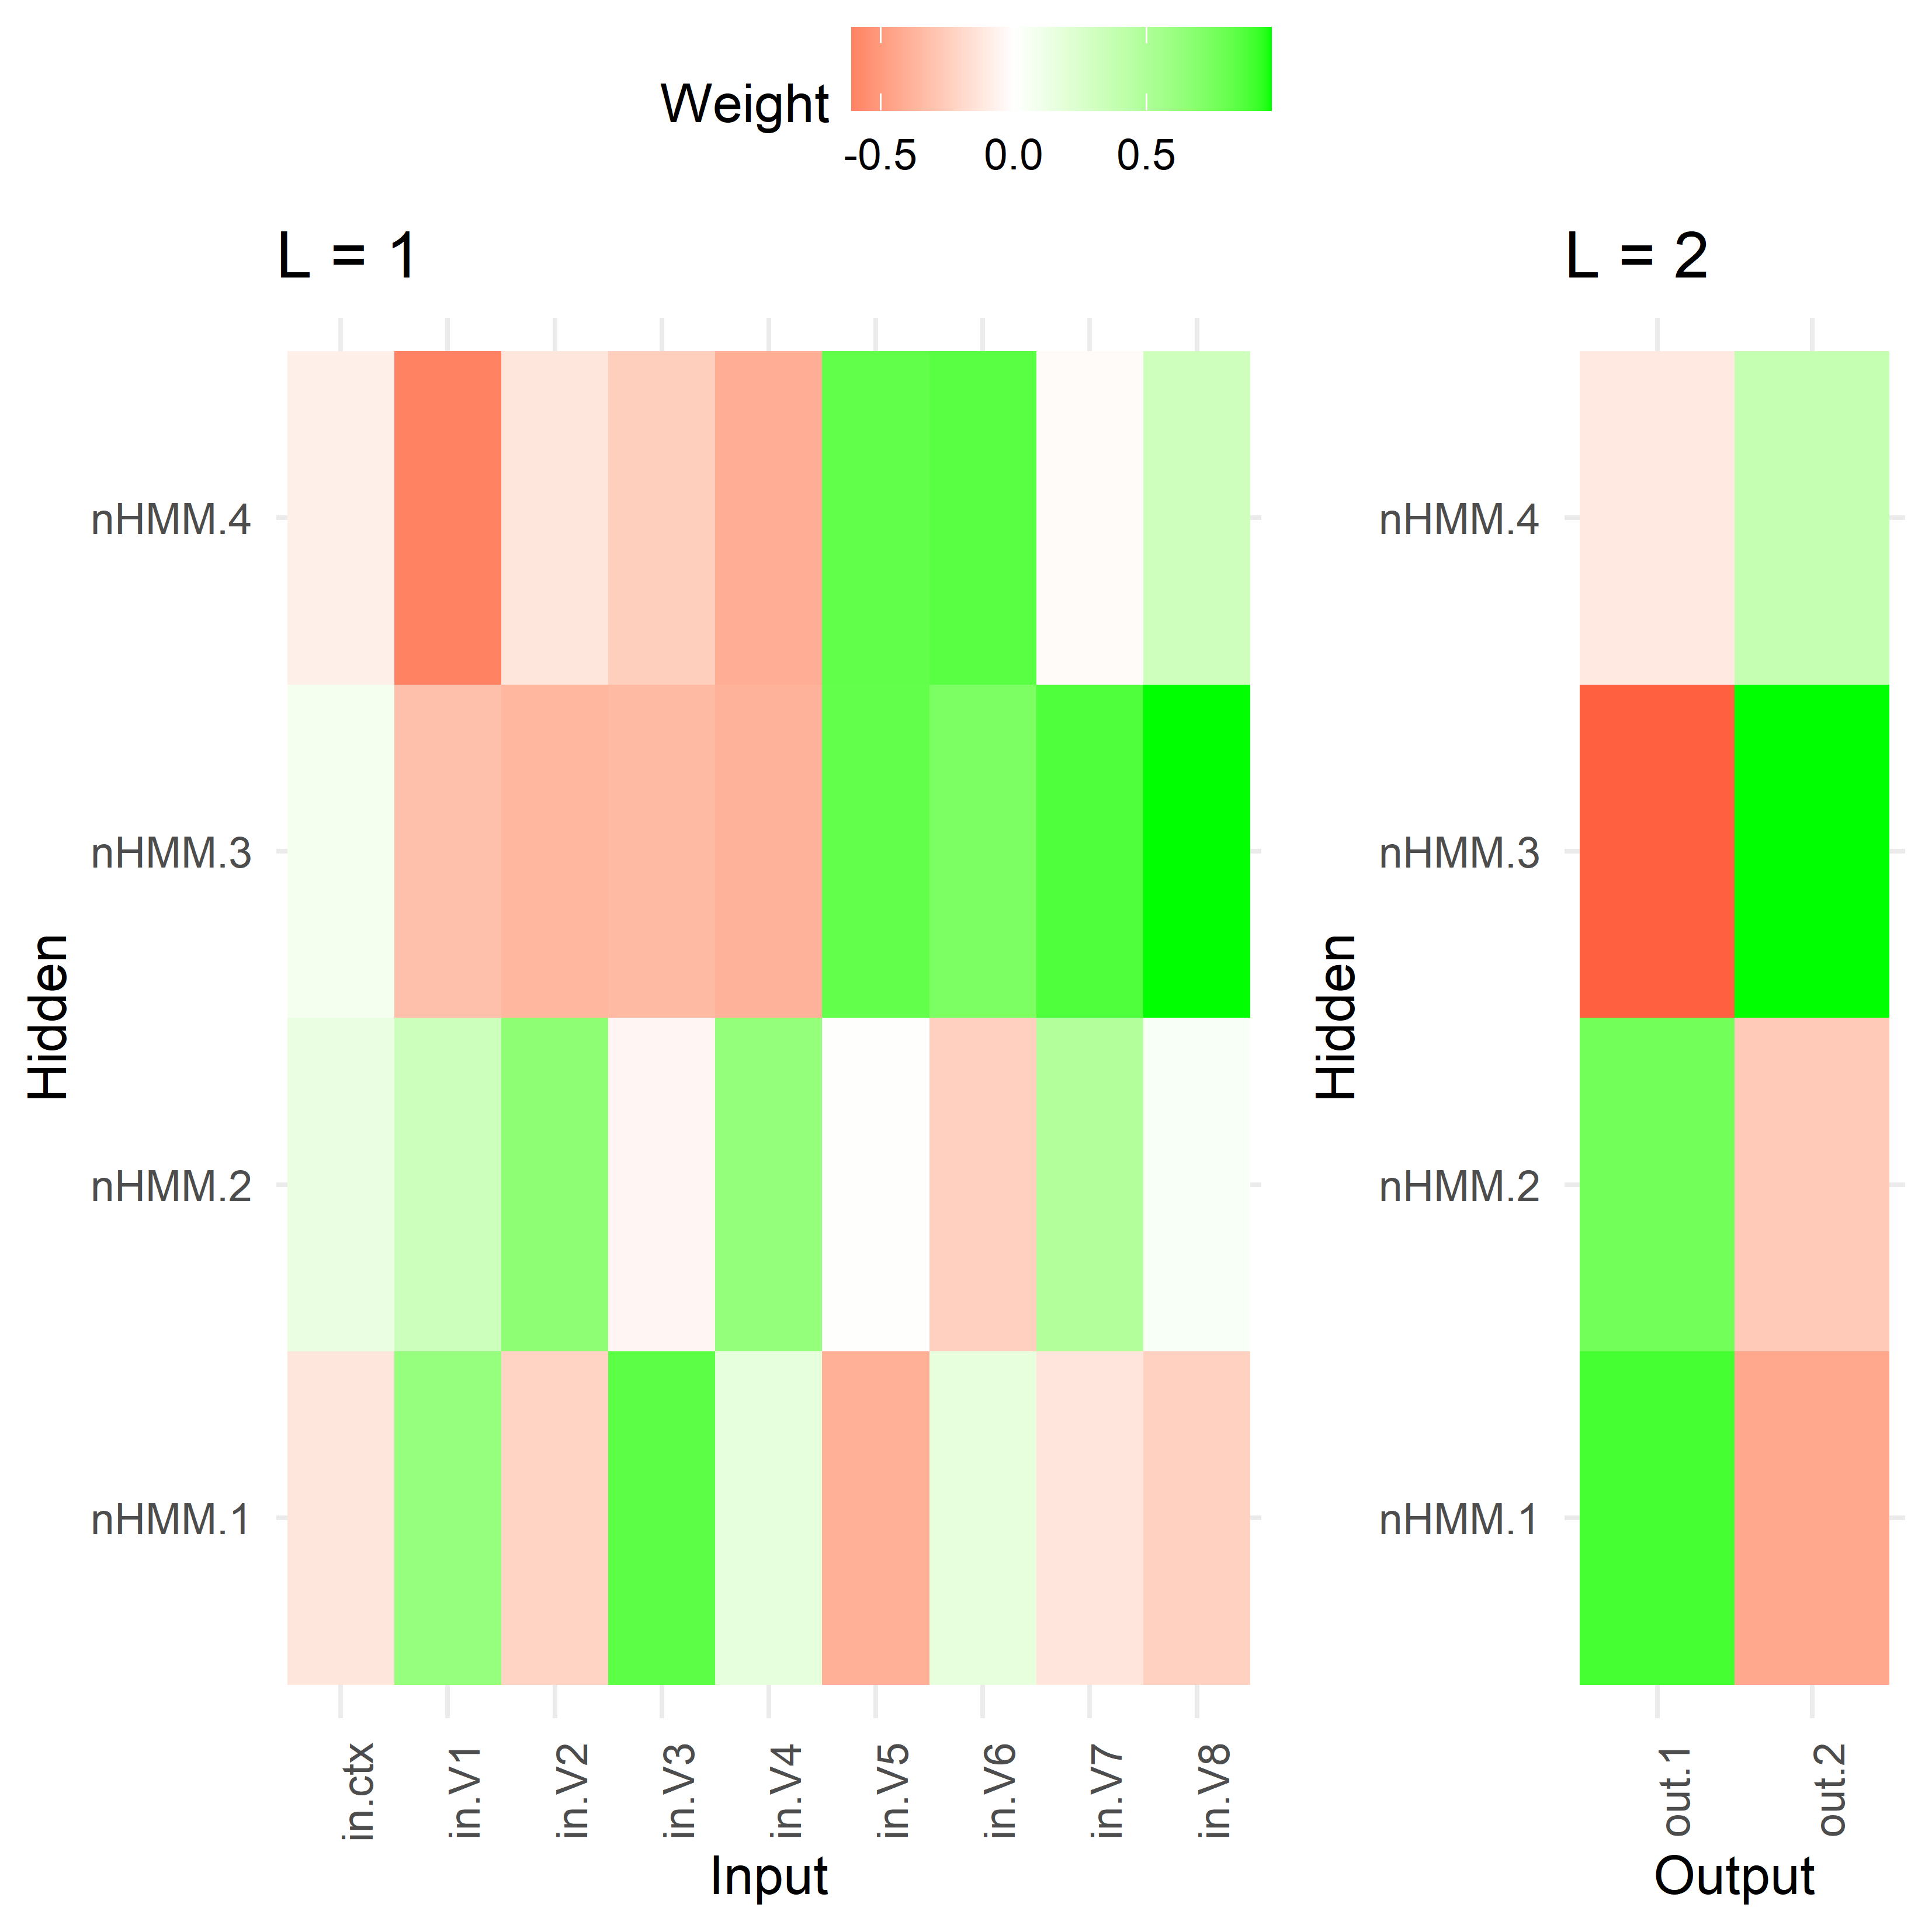 Weight
-0.5 0.0 0.5
L = 1
L = 2
Hidden
nHMM.4
nHMM.3
nHMM.2
nHMM.1
in.ctx
in.V1
in.V2
in.V3
in.V4
in.V5
in.V6
in.V7
in.V8
Input
Hidden
nHMM.4
nHMM.3
nHMM.2
nHMM.1
out.1
out.2
Output